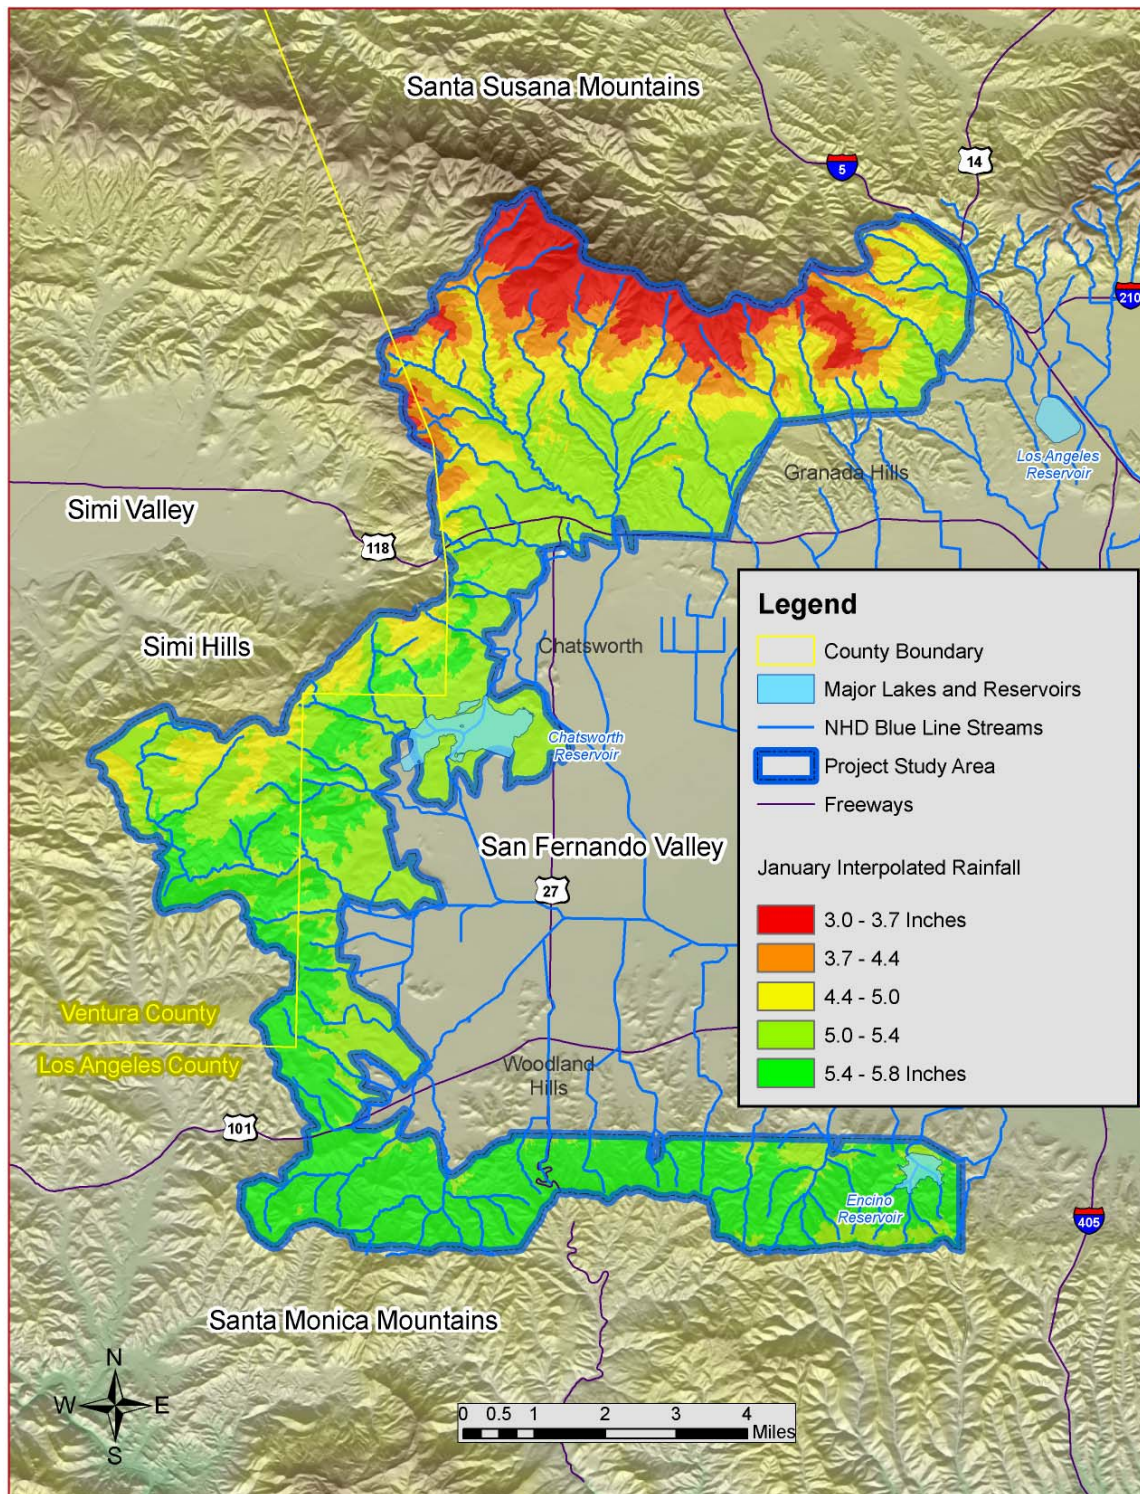 Santa Susana Mountains
5
14
210
Los Angeles
Reservoir
Granada Hills
Simi Valley
118
Simi Hills
Chatsworth
Chatsworth
Reservoir
San Fernando Valley
27
Ventura County
Los Angeles County
Woodland
Hills
101
Encino
Reservoir
405
Santa Monica Mountains
Legend
County Boundary
Major Lakes and Reservoirs
NHD Blue Line Streams
Project Study Area
Freeways
January Interpolated Rainfall
3.0 - 3.7 Inches
3.7 - 4.4
4.4 - 5.0
5.0 - 5.4
5.4 - 5.8 Inches
N
W E
S
0 0.5 1 2 3 4
Miles